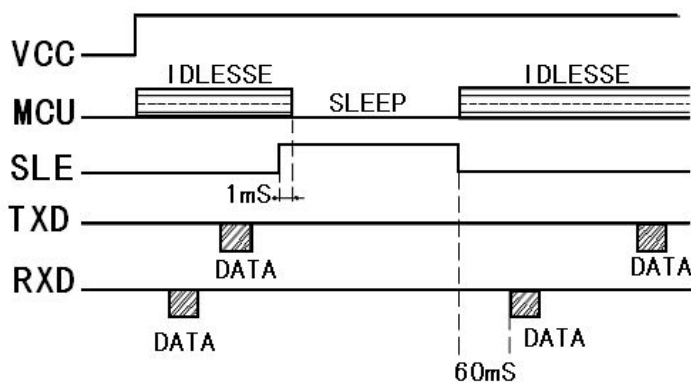 IDLESSE IDLESSE
VCC
MCU SLEEP
SLE
1mS
TXD
DATA DATA
RXD
DATA DATA
60mS